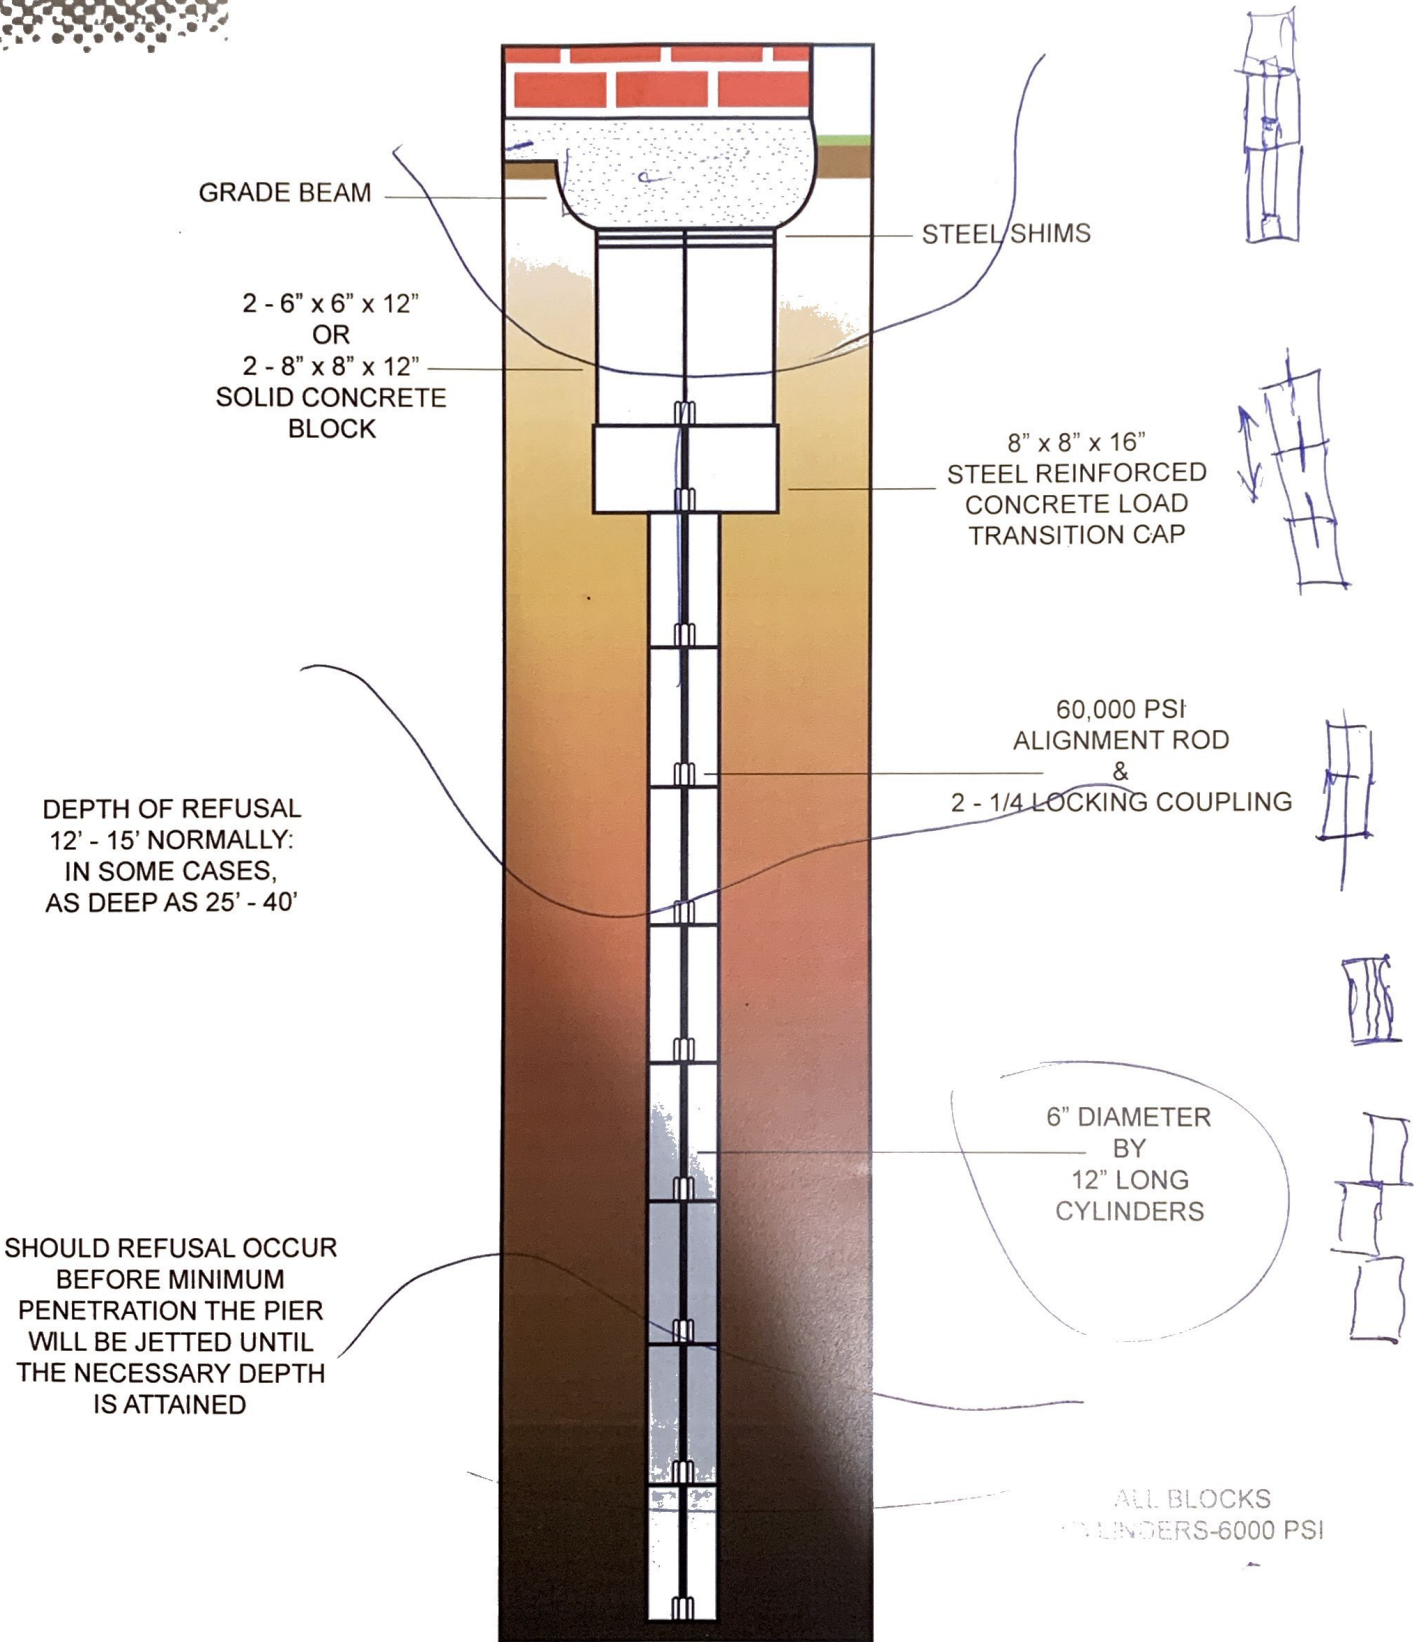 GRADE BEAM
STEEL SHIMS
2 - 6” x 6” x 12”
OR
2 - 8” x 8” x 12”
SOLID CONCRETE
BLOCK
8” x 8” x 16”
STEEL REINFORCED
CONCRETE LOAD
TRANSITION CAP
60,000 PSI
ALIGNMENT ROD
&
2 - 1/4 LOCKING COUPLING
DEPTH OF REFUSAL
12’ - 15’ NORMALLY:
IN SOME CASES,
AS DEEP AS 25’ - 40’
6” DIAMETER
BY
12” LONG
CYLINDERS
SHOULD REFUSAL OCCUR
BEFORE MINIMUM
PENETRATION THE PIER
WILL BE JETTED UNTIL
THE NECESSARY DEPTH
IS ATTAINED
ALL BLOCKS
CYLINDERS-6000 PSI